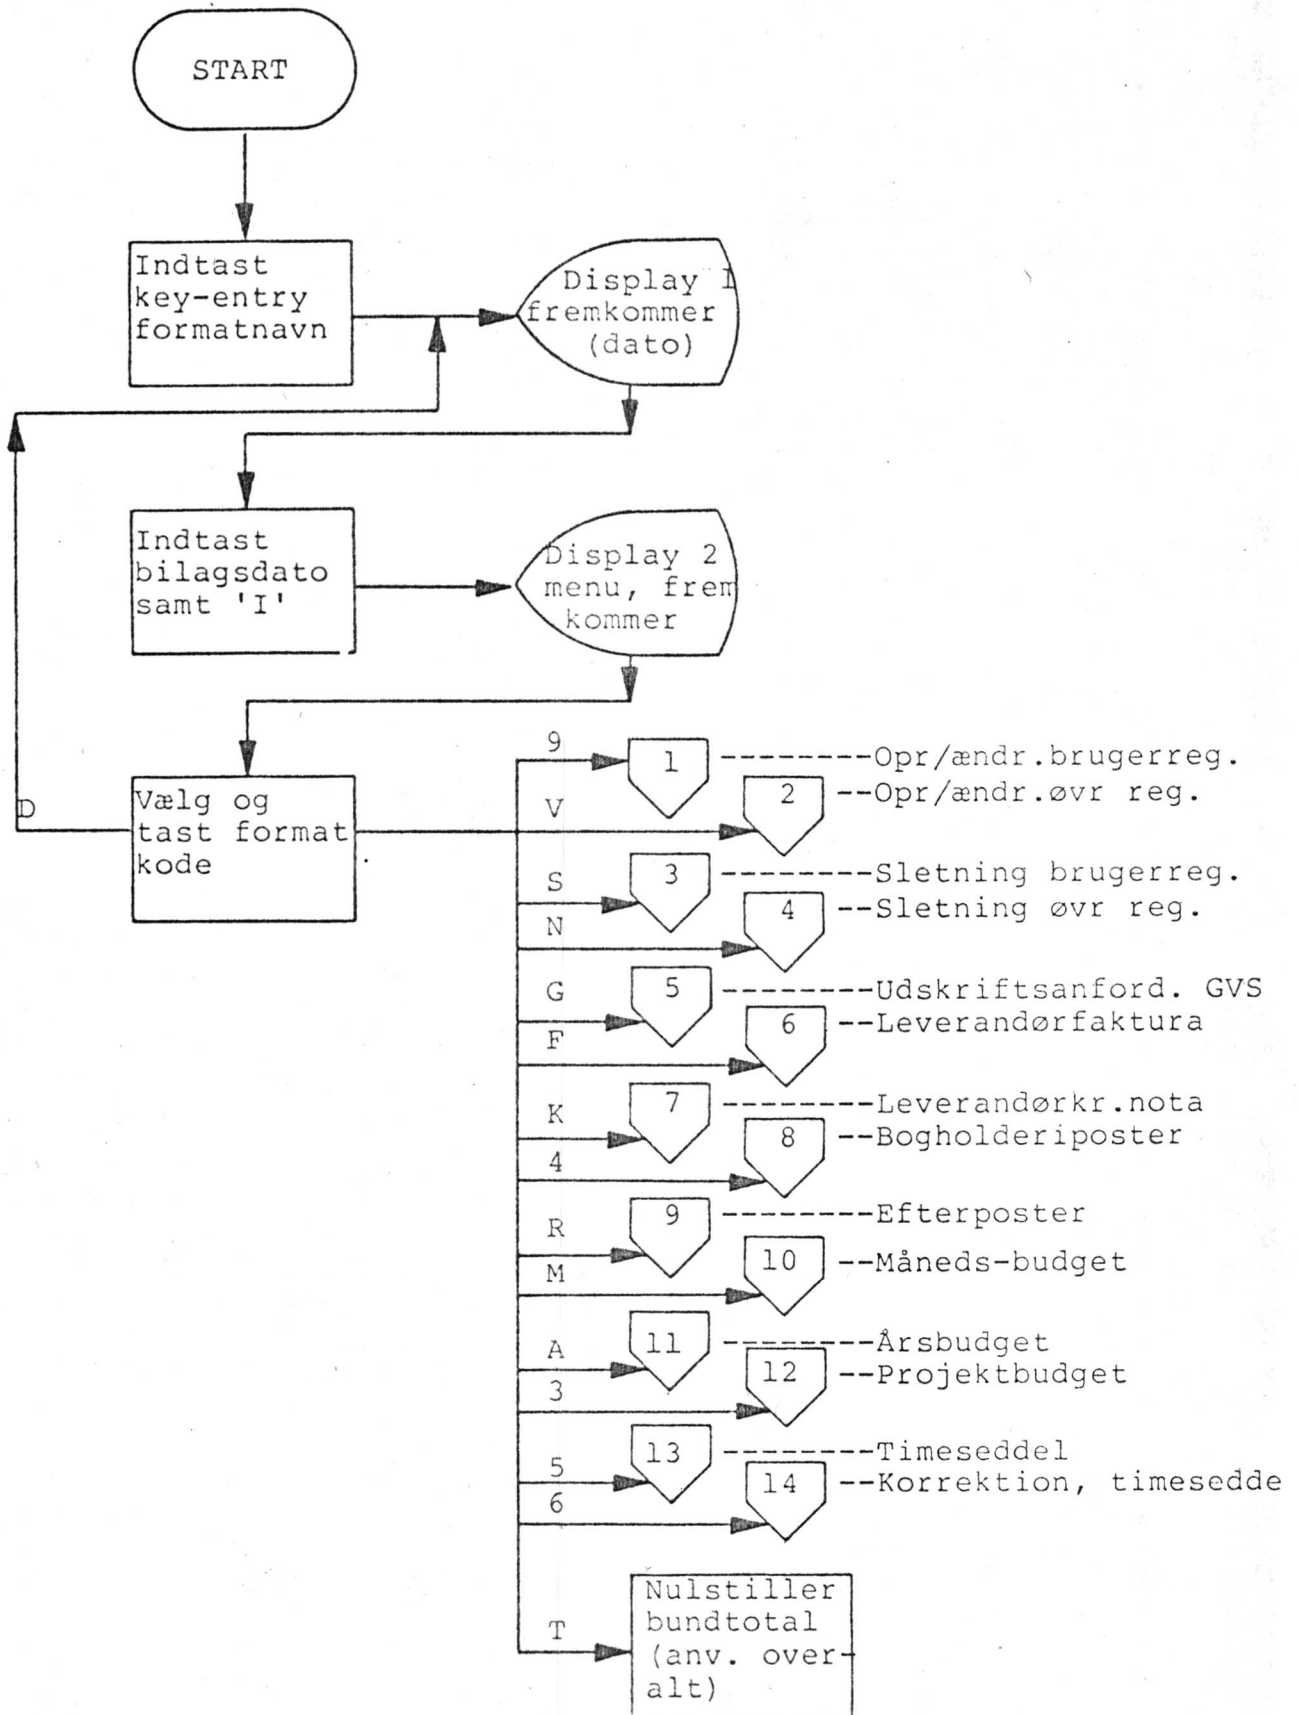 START
Indtast
key-entry
formatnavn
Display 1
fremkommer
(dato)
Indtast
bilagsdato
samt 'I'
Display 2
menu, frem
kommer
D
Vælg og
tast format
kode
9
1
--------Opr/ændr.brugerreg.
V
2
--Opr/ændr.øvr reg.
S
3
--------Sletning brugerreg.
N
4
--Sletning øvr reg.
G
5
--------Udskriftsanford. GVS
F
6
--Leverandørfaktura
K
7
--------Leverandørkr.nota
4
8
--Bogholderiposter
R
9
--------Efterposter
M
10
--Måneds-budget
A
11
--------Årsbudget
3
12
--Projektbudget
5
13
--------Timeseddel
6
14
--Korrektion, timesedde
T
Nulstiller
bundtotal
(anv. over-
alt)